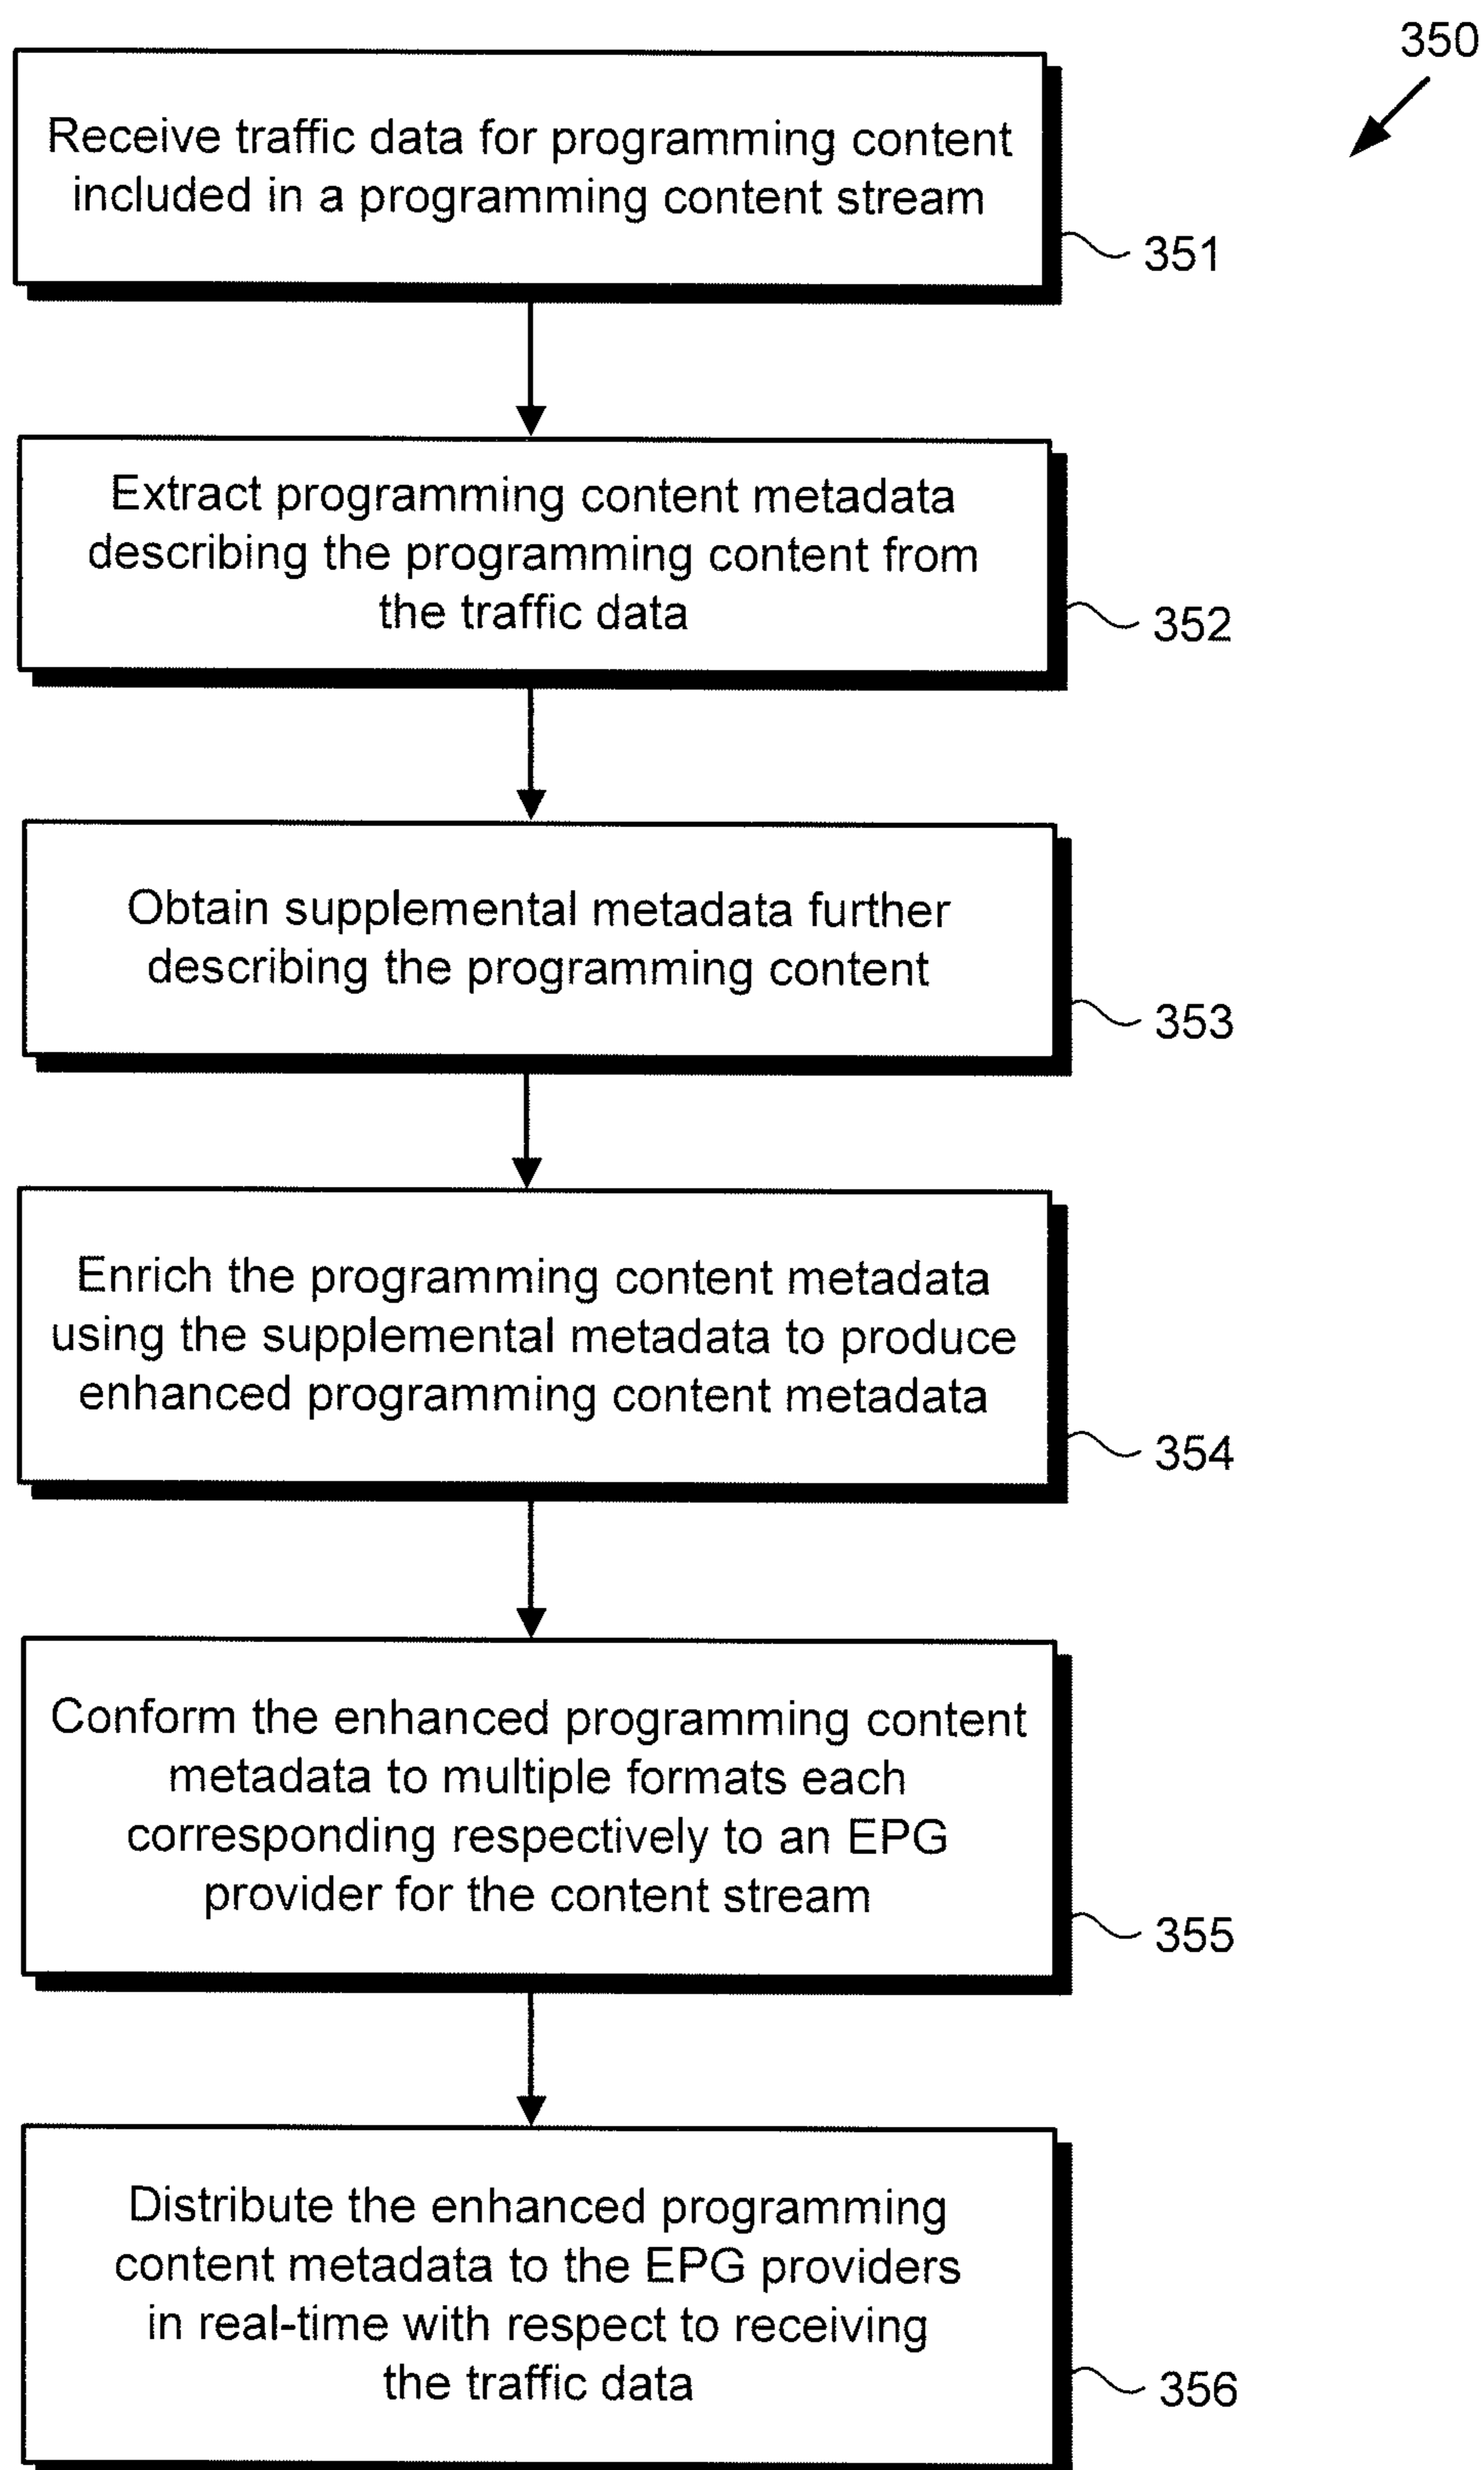 350
Receive traffic data for programming content
included in a programming content stream
351
Extract programming content metadata
describing the programming content from
the traffic data
352
Obtain supplemental metadata further
describing the programming content
353
Enrich the programming content metadata
using the supplemental metadata to produce
enhanced programming content metadata
354
Conform the enhanced programming content
metadata to multiple formats each
corresponding respectively to an EPG
provider for the content stream
355
Distribute the enhanced programming
content metadata to the EPG providers
in real-time with respect to receiving
the traffic data
356